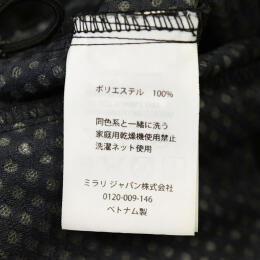 ポリエステル 100%
同色系と一緒に洗う
家庭用乾燥機使用禁止
洗濯ネット使用
ミラリ ジャパン株式会社
0120-009-146
ベトナム製